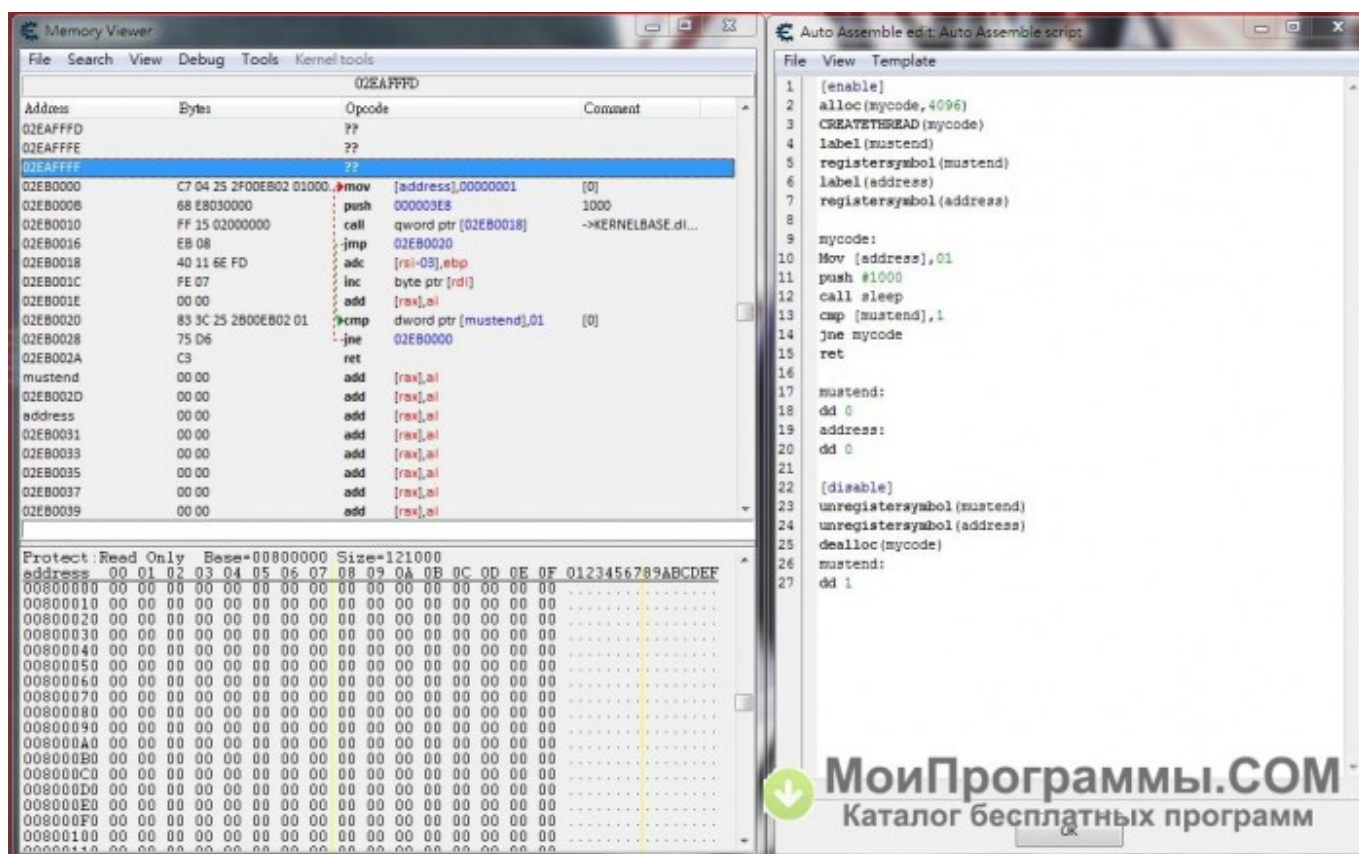 Memory Viewer
File Search View Debug Tools Kernel tools
02EAFFFD
Address Bytes Opcode Comment
02EAFFFD ??
02EAFFFE ??
02EAFFFF ??
02EB0000 C7 04 25 2F00EB02 01000... mov [address],00000001 [0]
02EB000B 68 E8030000 push 000003E8 1000
02EB0010 FF 15 02000000 call qword ptr [02EB0018] ->KERNELBASE.dl...
02EB0016 EB 08 jmp 02EB0020
02EB0018 40 11 6E FD adc [rsi-03],ebp
02EB001C FE 07 inc byte ptr [rdi]
02EB001E 00 00 add [rax],al
02EB0020 83 3C 25 2B00EB02 01 cmp dword ptr [mustend],01 [0]
02EB0028 75 D6 jne 02EB0000
02EB002A C3 ret
mustend 00 00 add [rax],al
02EB002D 00 00 add [rax],al
address 00 00 add [rax],al
02EB0031 00 00 add [rax],al
02EB0033 00 00 add [rax],al
02EB0035 00 00 add [rax],al
02EB0037 00 00 add [rax],al
02EB0039 00 00 add [rax],al
Protect:Read Only Base=00800000 Size=121000
address 00 01 02 03 04 05 06 07 08 09 0A 0B 0C 0D 0E 0F 0123456789ABCDEF
00800000 00 00 00 00 00 00 00 00 00 00 00 00 00 00 00 00 ................
00800010 00 00 00 00 00 00 00 00 00 00 00 00 00 00 00 00 ................
00800020 00 00 00 00 00 00 00 00 00 00 00 00 00 00 00 00 ................
00800030 00 00 00 00 00 00 00 00 00 00 00 00 00 00 00 00 ................
00800040 00 00 00 00 00 00 00 00 00 00 00 00 00 00 00 00 ................
00800050 00 00 00 00 00 00 00 00 00 00 00 00 00 00 00 00 ................
00800060 00 00 00 00 00 00 00 00 00 00 00 00 00 00 00 00 ................
00800070 00 00 00 00 00 00 00 00 00 00 00 00 00 00 00 00 ................
00800080 00 00 00 00 00 00 00 00 00 00 00 00 00 00 00 00 ................
00800090 00 00 00 00 00 00 00 00 00 00 00 00 00 00 00 00 ................
008000A0 00 00 00 00 00 00 00 00 00 00 00 00 00 00 00 00 ................
008000B0 00 00 00 00 00 00 00 00 00 00 00 00 00 00 00 00 ................
008000C0 00 00 00 00 00 00 00 00 00 00 00 00 00 00 00 00 ................
008000D0 00 00 00 00 00 00 00 00 00 00 00 00 00 00 00 00 ................
008000E0 00 00 00 00 00 00 00 00 00 00 00 00 00 00 00 00 ................
008000F0 00 00 00 00 00 00 00 00 00 00 00 00 00 00 00 00 ................
00800100 00 00 00 00 00 00 00 00 00 00 00 00 00 00 00 00 ................
Auto Assemble edit: Auto Assemble script
File View Template
1 [enable]
2 alloc(mycode,4096)
3 CREATETHREAD(mycode)
4 label(mustend)
5 registersymbol(mustend)
6 label(address)
7 registersymbol(address)
8
9 mycode:
10 Mov [address],01
11 push #1000
12 call sleep
13 cmp [mustend],1
14 jne mycode
15 ret
16
17 mustend:
18 dd 0
19 address:
20 dd 0
21
22 [disable]
23 unregistersymbol(mustend)
24 unregistersymbol(address)
25 dealloc(mycode)
26 mustend:
27 dd 1
МоиПрограммы.COM
Каталог бесплатных программ
OK